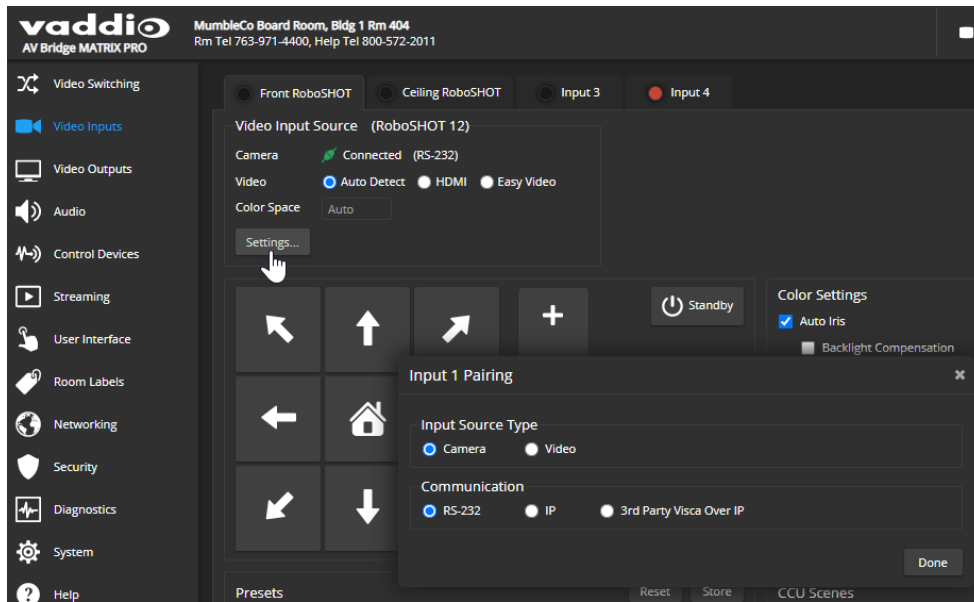 vaddio
AV Bridge MATRIX PRO
MumbleCo Board Room, Bldg 1 Rm 404
Rm Tel 763-971-4400, Help Tel 800-572-2011
Video Switching
Video Inputs
Video Outputs
Audio
Control Devices
Streaming
User Interface
Room Labels
Networking
Security
Diagnostics
System
Help
Front RoboSHOT Ceiling RoboSHOT Input 3 Input 4
Video Input Source (RoboSHOT 12)
Camera Connected (RS-232)
Video Auto Detect HDMI Easy Video
Color Space Auto
Settings...
Standby
Color Settings
Auto Iris
Backlight Compensation
Input 1 Pairing
Input Source Type
Camera Video
Communication
RS-232 IP 3rd Party Visca Over IP
Done
Presets Reset Store CCU Scenes